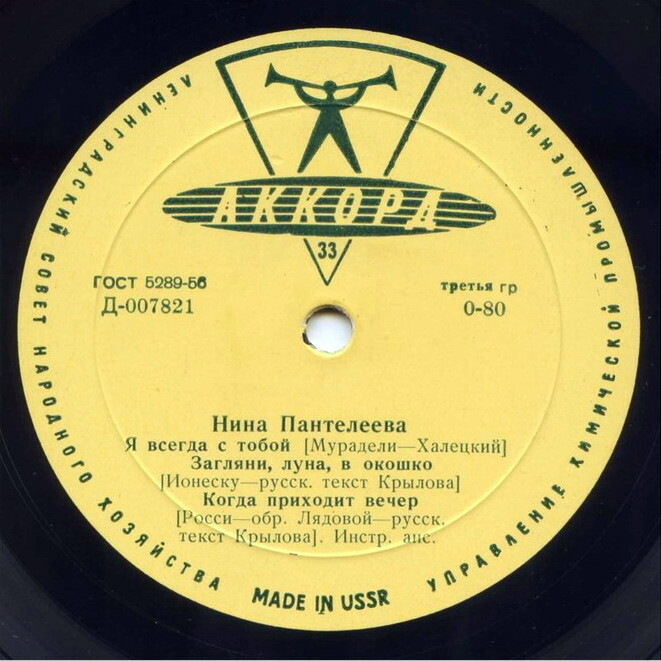 ЛЕНИНГРАДСКИЙ СОВЕТ НАРОДНОГО ХОЗЯЙСТВА
УПРАВЛЕНИЕ ХИМИЧЕСКОЙ ПРОМЫШЛЕННОСТИ
АККОРД
33
ГОСТ 5289-56
третья гр
Д-007821
0-80
Нина Пантелеева
Я всегда с тобой [Мурадели—Халецкий]
Загляни, луна, в окошко
[Ионеску—русск. текст Крылова]
Когда приходит вечер
[Росси—обр. Лядовой—русск.
текст Крылова]. Инстр. анс.
MADE IN USSR